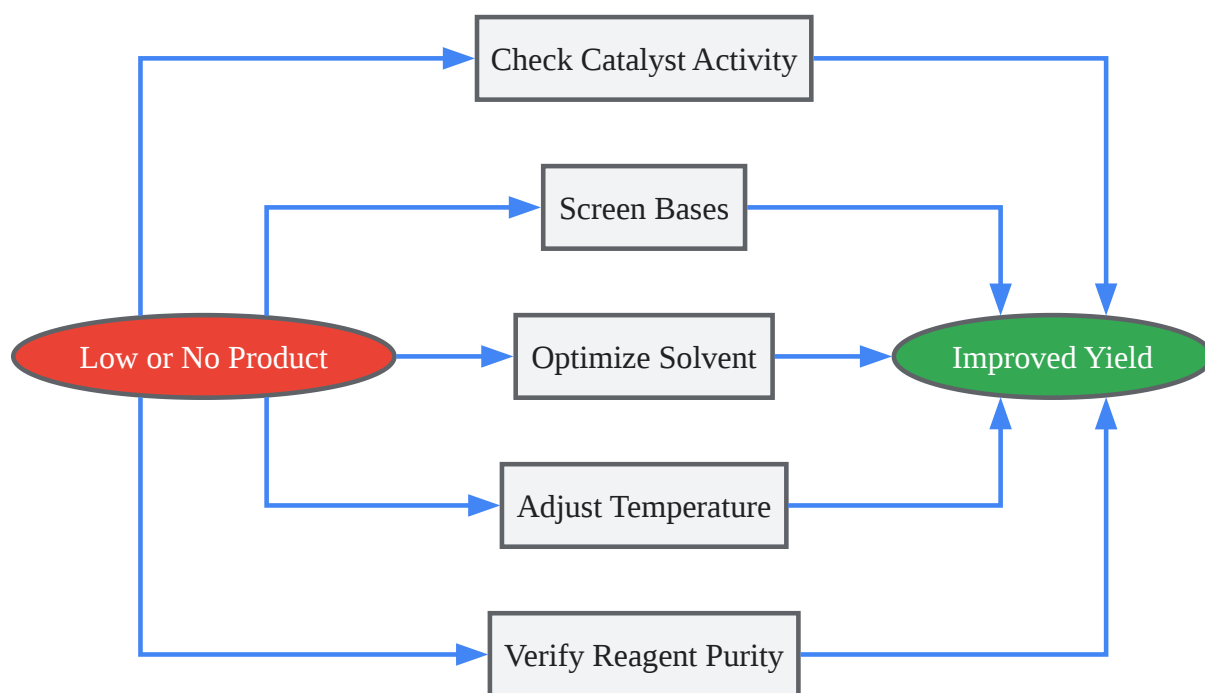 Check Catalyst Activity
Screen Bases
Low or No Product
Optimize Solvent
Improved Yield
Adjust Temperature
Verify Reagent Purity